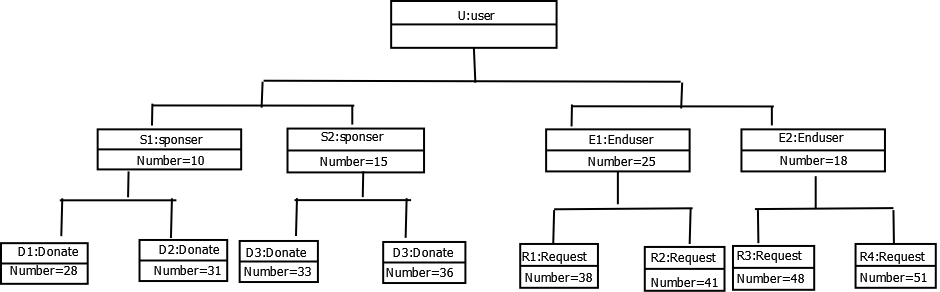 U:user
S1:sponser
Number=10
S2:sponser
Number=15
E1:Enduser
Number=25
E2:Enduser
Number=18
D1:Donate
Number=28
D2:Donate
Number=31
D3:Donate
Number=33
D3:Donate
Number=36
R1:Request
Number=38
R2:Request
Number=41
R3:Request
Number=48
R4:Request
Number=51